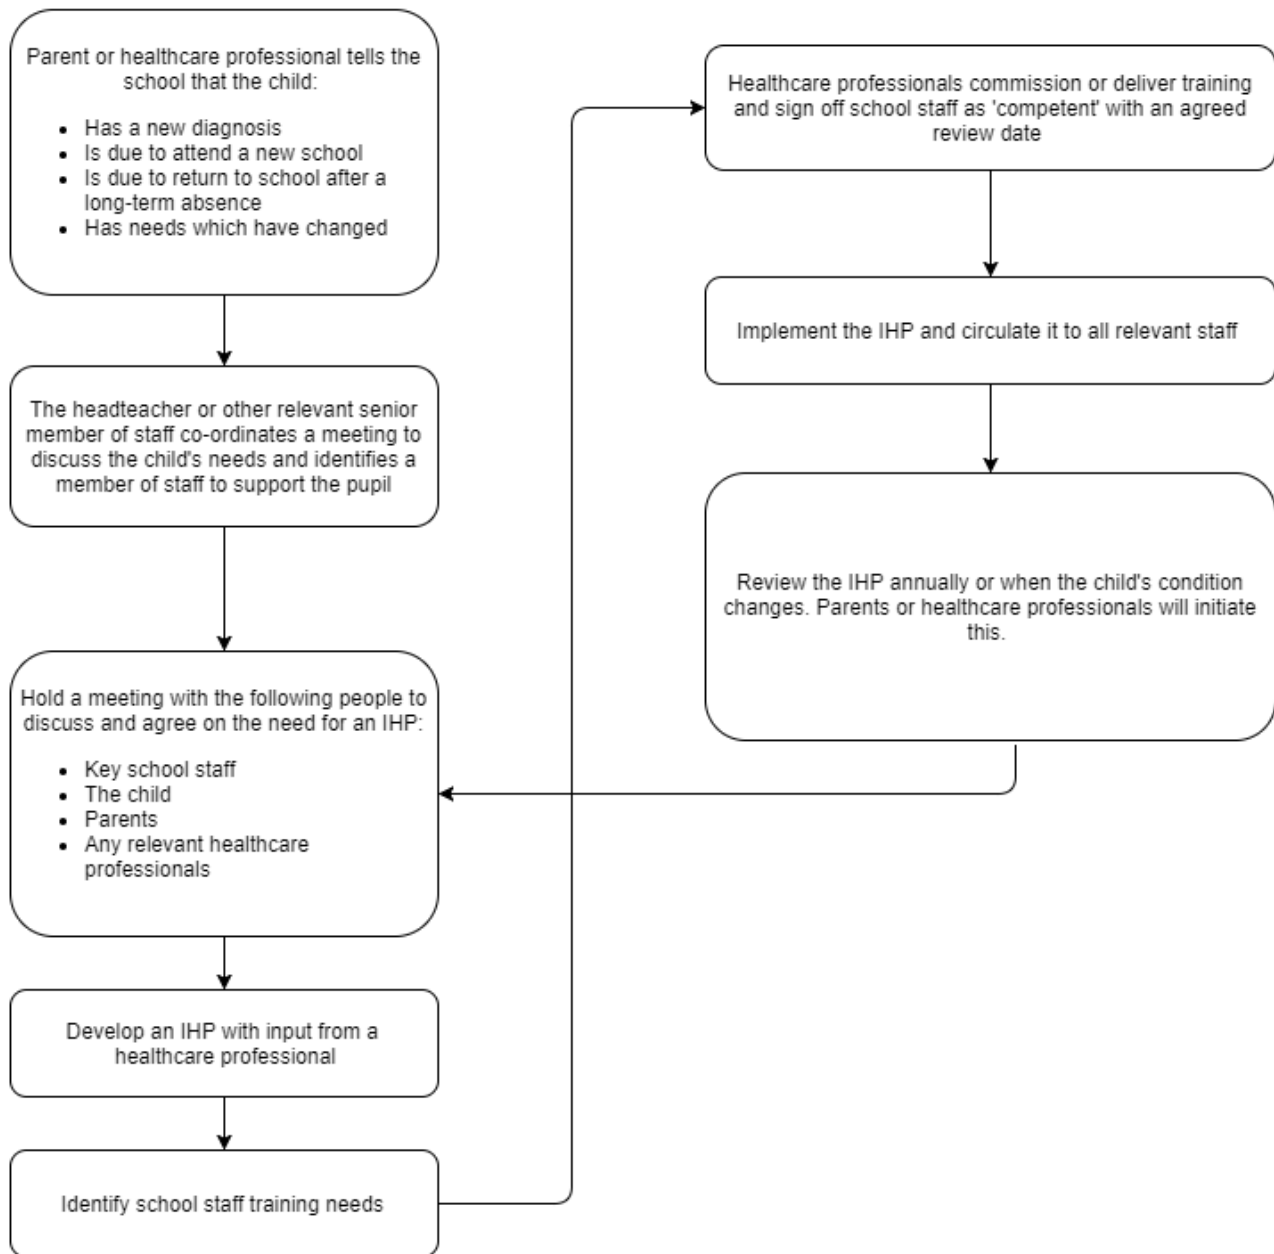 Parent or healthcare professional tells the
school that the child:
• Has a new diagnosis
• Is due to attend a new school
• Is due to return to school after a
long-term absence
• Has needs which have changed
The headteacher or other relevant senior
member of staff co-ordinates a meeting to
discuss the child's needs and identifies a
member of staff to support the pupil
Hold a meeting with the following people to
discuss and agree on the need for an IHP:
• Key school staff
• The child
• Parents
• Any relevant healthcare
professionals
Develop an IHP with input from a
healthcare professional
Identify school staff training needs
Healthcare professionals commission or deliver training
and sign off school staff as 'competent' with an agreed
review date
Implement the IHP and circulate it to all relevant staff
Review the IHP annually or when the child's condition
changes. Parents or healthcare professionals will initiate
this.